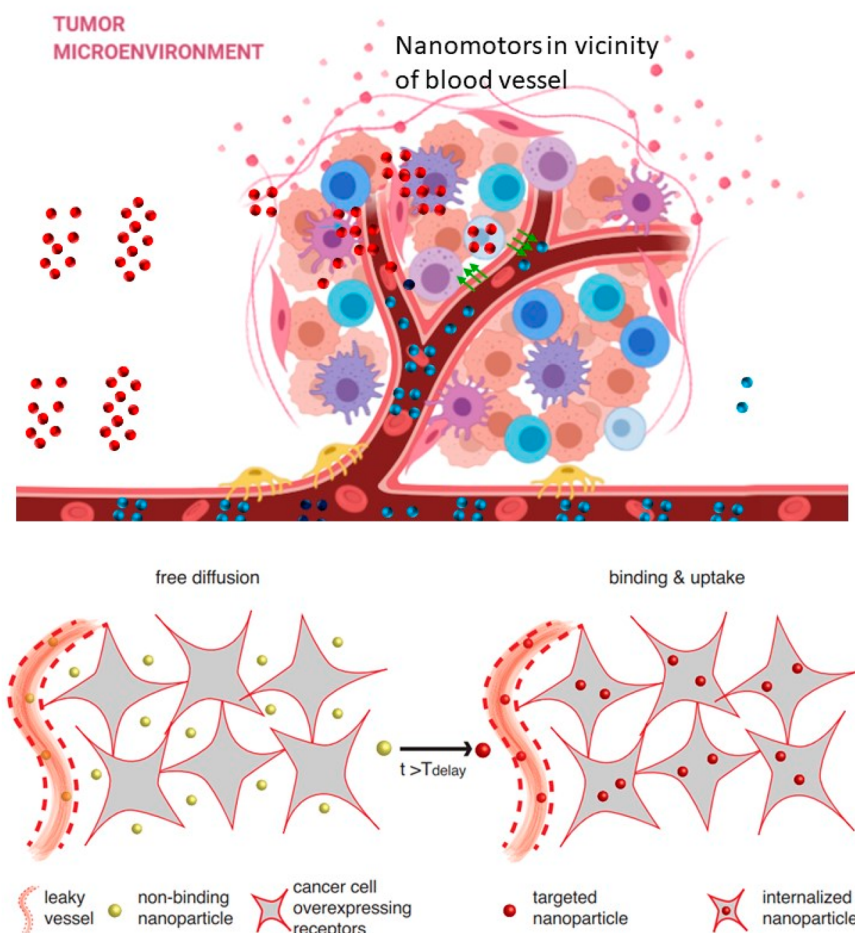 TUMOR
MICROENVIRONMENT
Nanomotors in vicinity
of blood vessel
free diffusion
binding & uptake
t >Tdelay
leaky
vessel
non-binding
nanoparticle
cancer cell
overexpressing
receptors
targeted
nanoparticle
internalized
nanoparticle